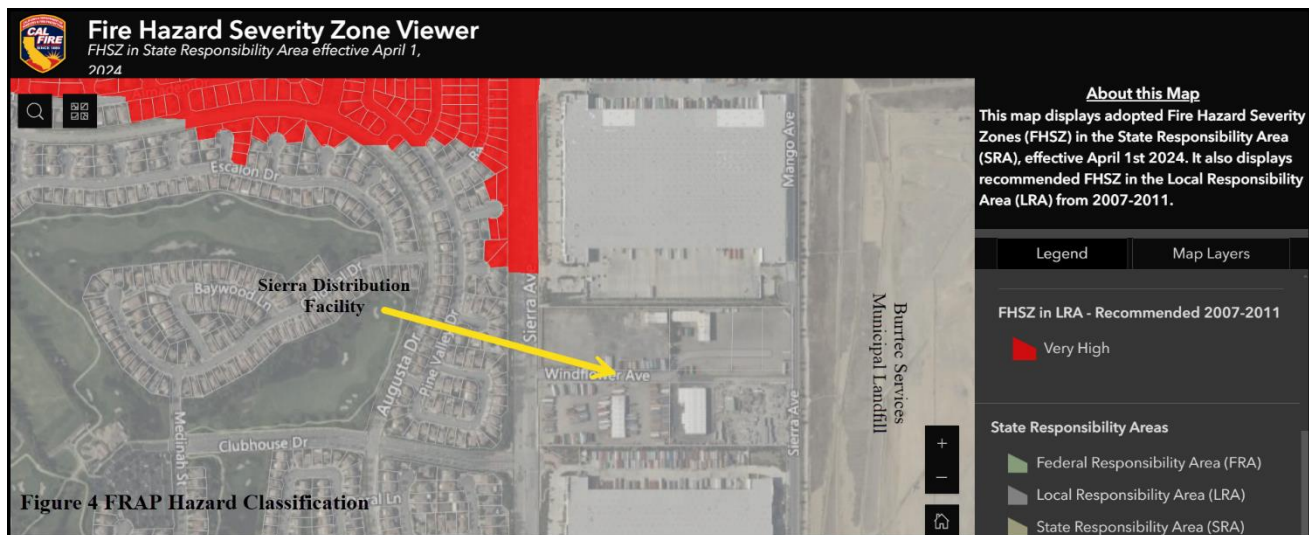 CAL
FIRE
SINCE 1885
Fire Hazard Severity Zone Viewer
FHSZ in State Responsibility Area effective April 1,
2024
Escalon Dr
Baywood Ln
Augusta Dr
Pine Valley Dr
Medinah St
Clubhouse Dr
Sierra Ave
Windflower Ave
Mango Ave
Sierra Ave
Sierra Distribution
Facility
Burrtec Services
Municipal Landfill
Figure 4 FRAP Hazard Classification
+
−
About this Map
This map displays adopted Fire Hazard Severity
Zones (FHSZ) in the State Responsibility Area
(SRA), effective April 1st 2024. It also displays
recommended FHSZ in the Local Responsibility
Area (LRA) from 2007-2011.
Legend
Map Layers
FHSZ in LRA - Recommended 2007-2011
Very High
State Responsibility Areas
Federal Responsibility Area (FRA)
Local Responsibility Area (LRA)
State Responsibility Area (SRA)